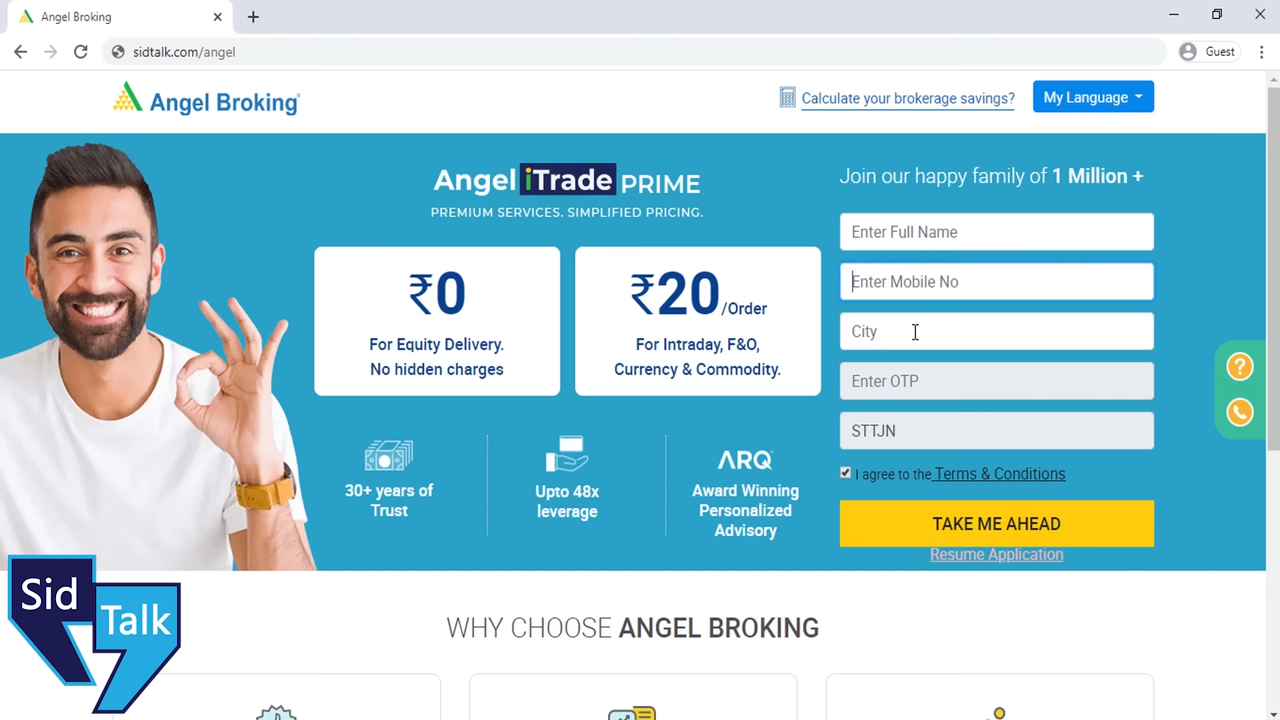 Angel Broking
sidtalk.com/angel
Guest
Angel Broking
Calculate your brokerage savings?
My Language
Angel iTrade PRIME
PREMIUM SERVICES. SIMPLIFIED PRICING.
₹0
For Equity Delivery.
No hidden charges
₹20/Order
For Intraday, F&O,
Currency & Commodity.
30+ years of
Trust
Upto 48x
leverage
ARQ
Award Winning
Personalized
Advisory
Join our happy family of 1 Million +
Enter Full Name
Enter Mobile No
City
Enter OTP
STTJN
I agree to the Terms & Conditions
TAKE ME AHEAD
Resume Application
Sid
Talk
WHY CHOOSE ANGEL BROKING